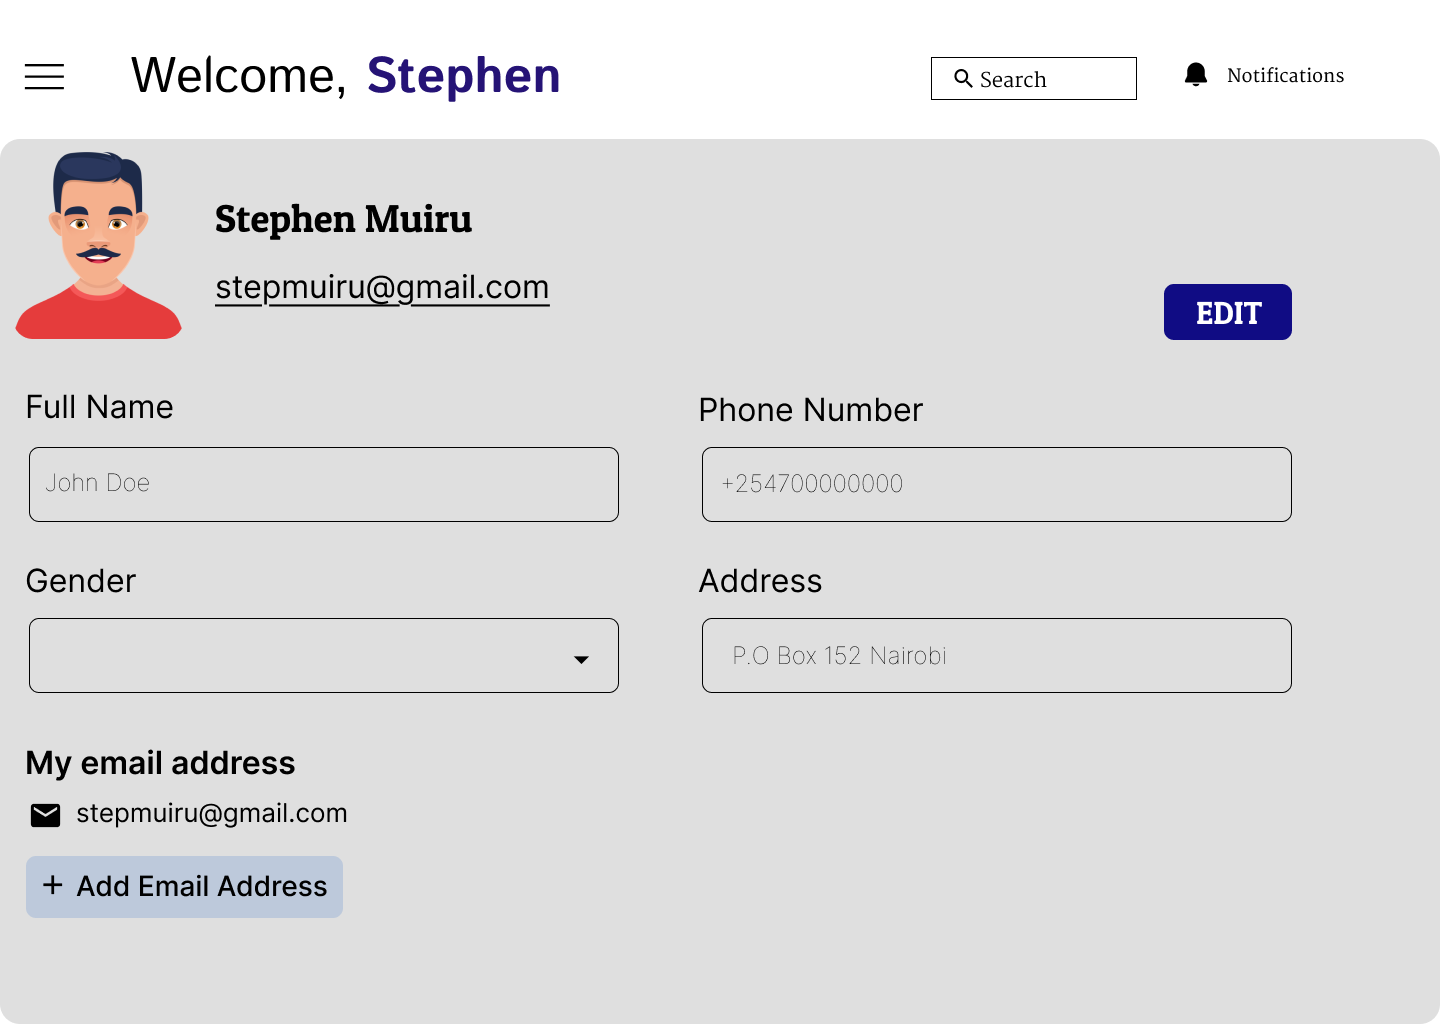 Welcome, Stephen
Search
Notifications
Stephen Muiru
stepmuiru@gmail.com
EDIT
Full Name
Phone Number
John Doe
+254700000000
Gender
Address
P.O Box 152 Nairobi
My email address
stepmuiru@gmail.com
+ Add Email Address